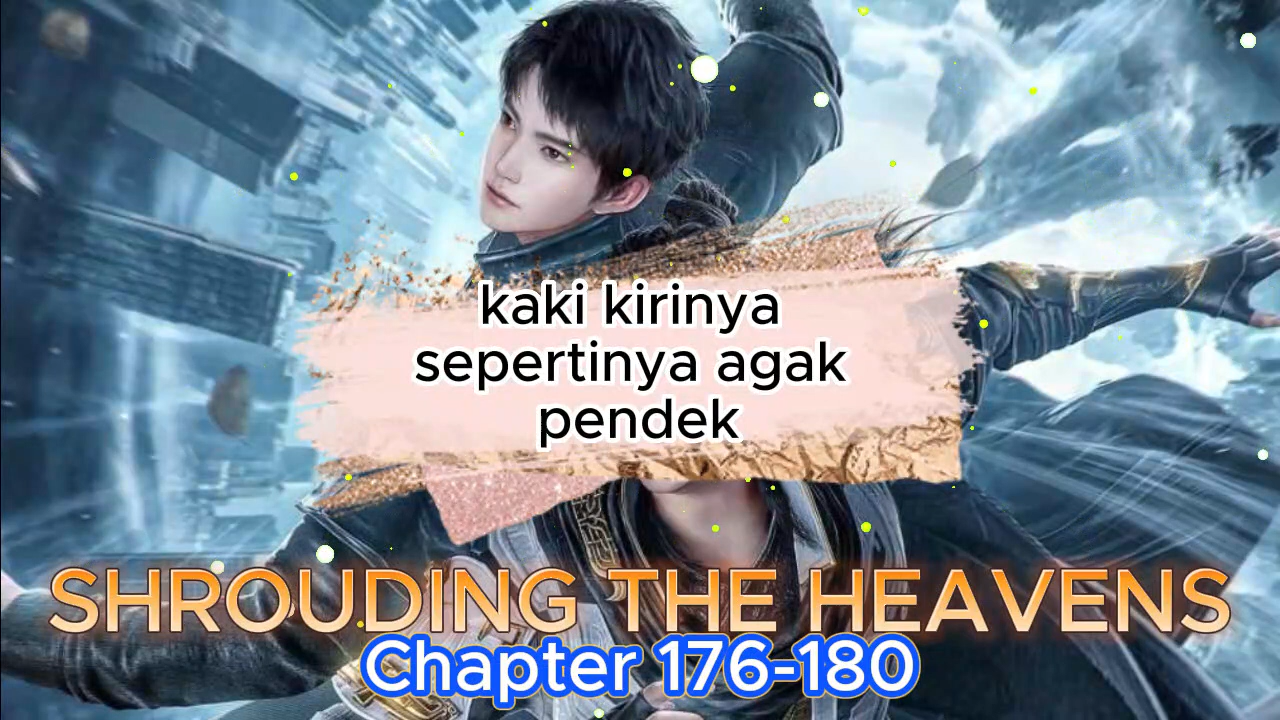 kaki kirinya
sepertinya agak
pendek
SHROUDING THE HEAVENS
Chapter 176-180